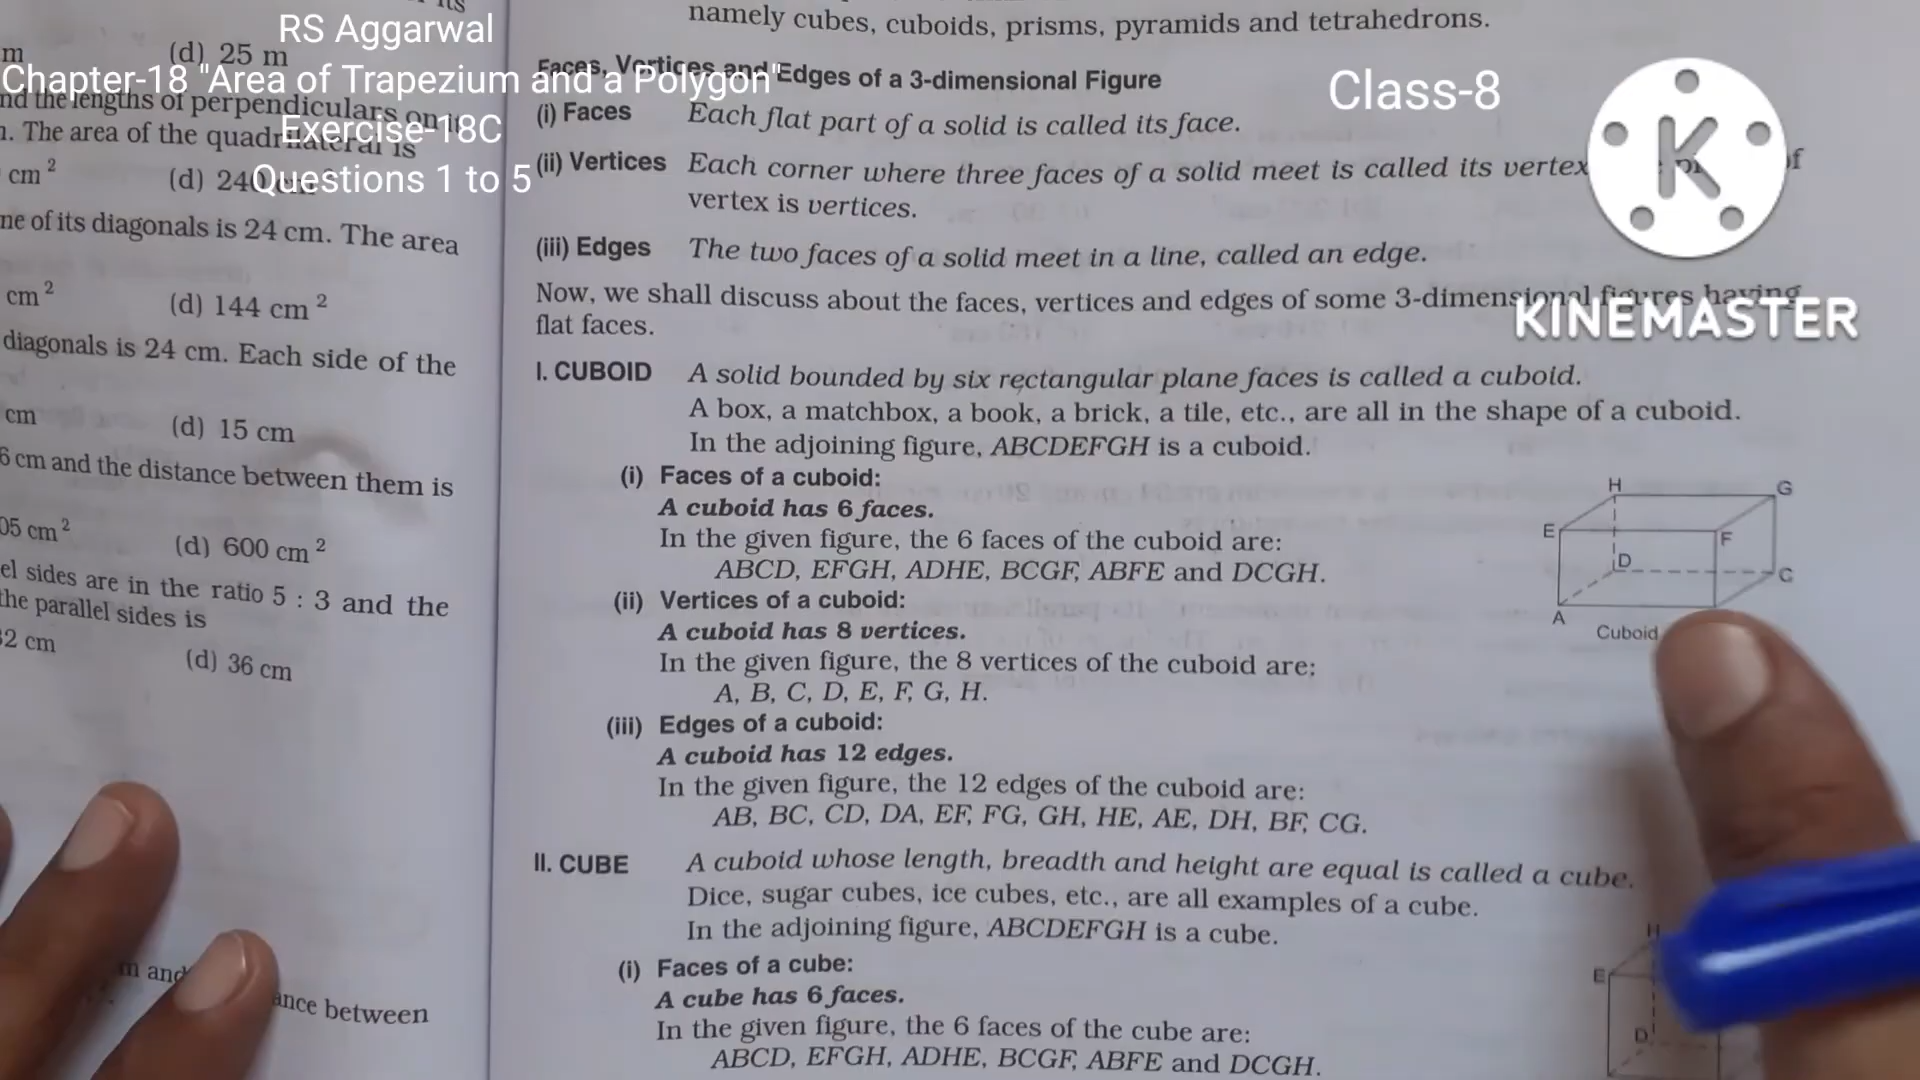 RS Aggarwal
Chapter-18 "Area of Trapezium and a Polygon"
Exercise-18C
Questions 1 to 5
Class-8
K
KINEMASTER
m
(d) 25 m
nd the lengths of perpendiculars on
. The area of the quadrilateral is
cm²
(d) 240
ne of its diagonals is 24 cm. The area
cm²
(d) 144 cm²
diagonals is 24 cm. Each side of the
cm
(d) 15 cm
6 cm and the distance between them is
05 cm²
(d) 600 cm²
el sides are in the ratio 5 : 3 and the
the parallel sides is
32 cm
(d) 36 cm
m and
ance between
namely cubes, cuboids, prisms, pyramids and tetrahedrons.
Faces, Vertices and Edges of a 3-dimensional Figure
(i) Faces Each flat part of a solid is called its face.
(ii) Vertices Each corner where three faces of a solid meet is called its vertex
vertex is vertices.
(iii) Edges The two faces of a solid meet in a line, called an edge.
Now, we shall discuss about the faces, vertices and edges of some 3-dimensional figures having
flat faces.
I. CUBOID A solid bounded by six rectangular plane faces is called a cuboid.
A box, a matchbox, a book, a brick, a tile, etc., are all in the shape of a cuboid.
In the adjoining figure, ABCDEFGH is a cuboid.
(i) Faces of a cuboid:
A cuboid has 6 faces.
In the given figure, the 6 faces of the cuboid are:
ABCD, EFGH, ADHE, BCGF, ABFE and DCGH.
(ii) Vertices of a cuboid:
A cuboid has 8 vertices.
In the given figure, the 8 vertices of the cuboid are:
A, B, C, D, E, F, G, H.
(iii) Edges of a cuboid:
A cuboid has 12 edges.
In the given figure, the 12 edges of the cuboid are:
AB, BC, CD, DA, EF, FG, GH, HE, AE, DH, BF, CG.
H G
E F
D C
A
Cuboid
II. CUBE A cuboid whose length, breadth and height are equal is called a cube.
Dice, sugar cubes, ice cubes, etc., are all examples of a cube.
In the adjoining figure, ABCDEFGH is a cube.
(i) Faces of a cube:
A cube has 6 faces.
In the given figure, the 6 faces of the cube are:
ABCD, EFGH, ADHE, BCGF, ABFE and DCGH.
H
E
D